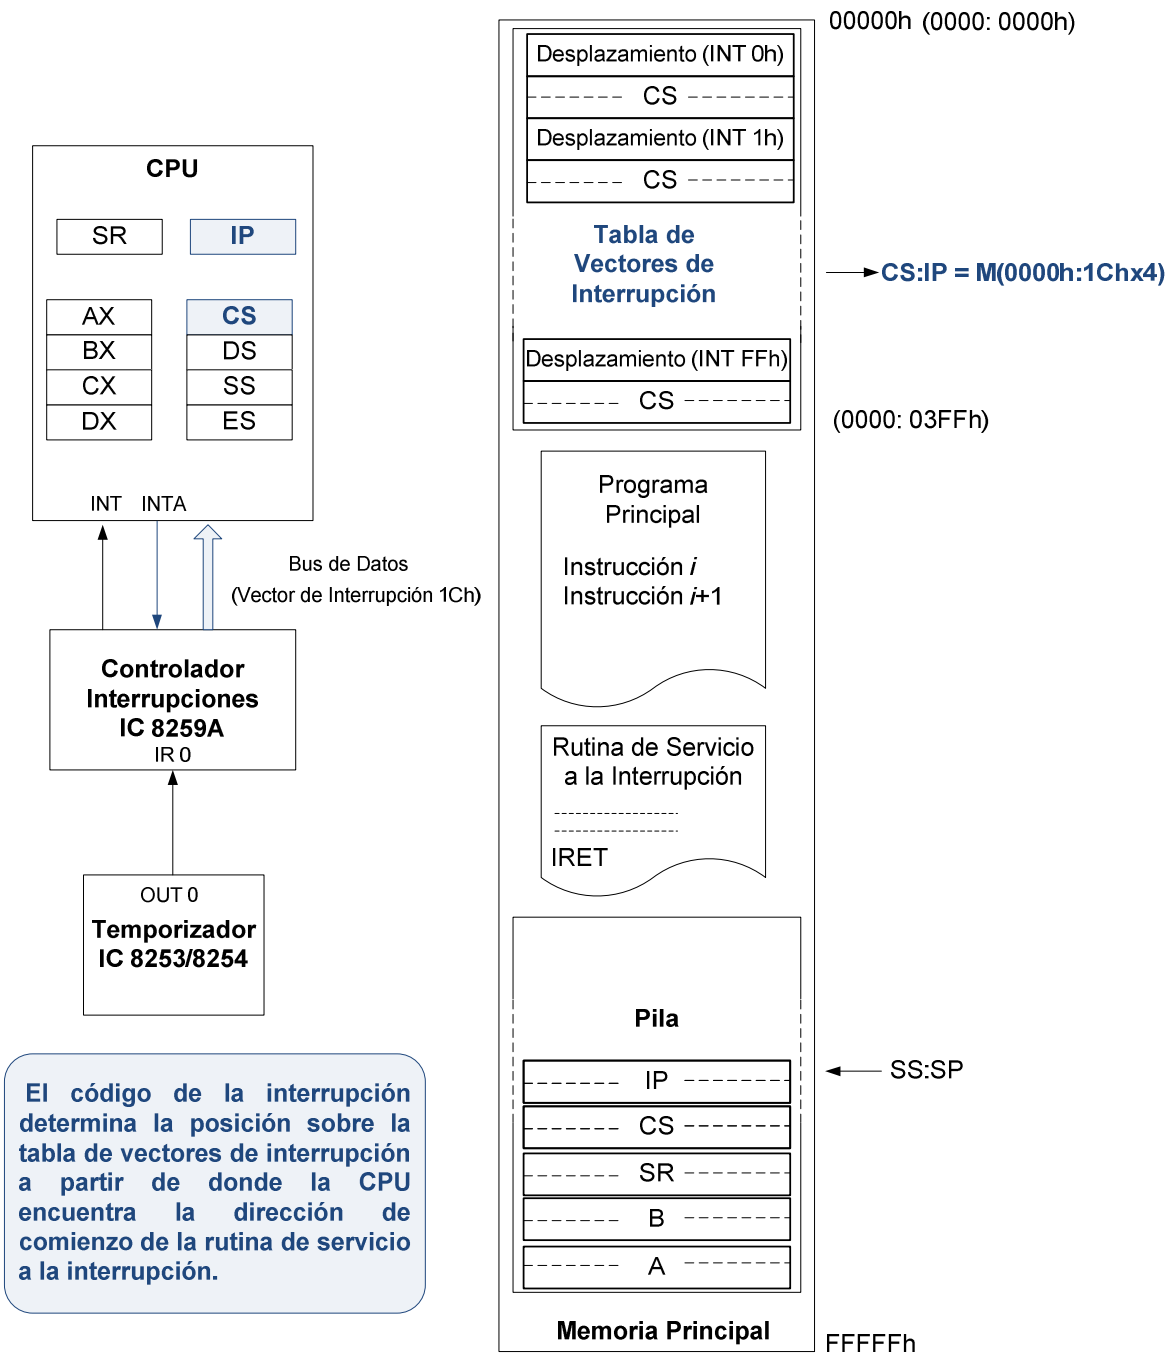 CPU
SR
IP
AX
BX
CX
DX
CS
DS
SS
ES
INT INTA
Bus de Datos
(Vector de Interrupción 1Ch)
Controlador
Interrupciones
IC 8259A
IR 0
OUT 0
Temporizador
IC 8253/8254
El código de la interrupción
determina la posición sobre la
tabla de vectores de interrupción
a partir de donde la CPU
encuentra la dirección de
comienzo de la rutina de servicio
a la interrupción.
00000h (0000: 0000h)
Desplazamiento (INT 0h)
CS
Desplazamiento (INT 1h)
CS
Tabla de
Vectores de
Interrupción
CS:IP = M(0000h:1Chx4)
Desplazamiento (INT FFh)
CS
(0000: 03FFh)
Programa
Principal
Instrucción i
Instrucción i+1
Rutina de Servicio
a la Interrupción
IRET
Pila
IP
SS:SP
CS
SR
B
A
Memoria Principal
FFFFFh